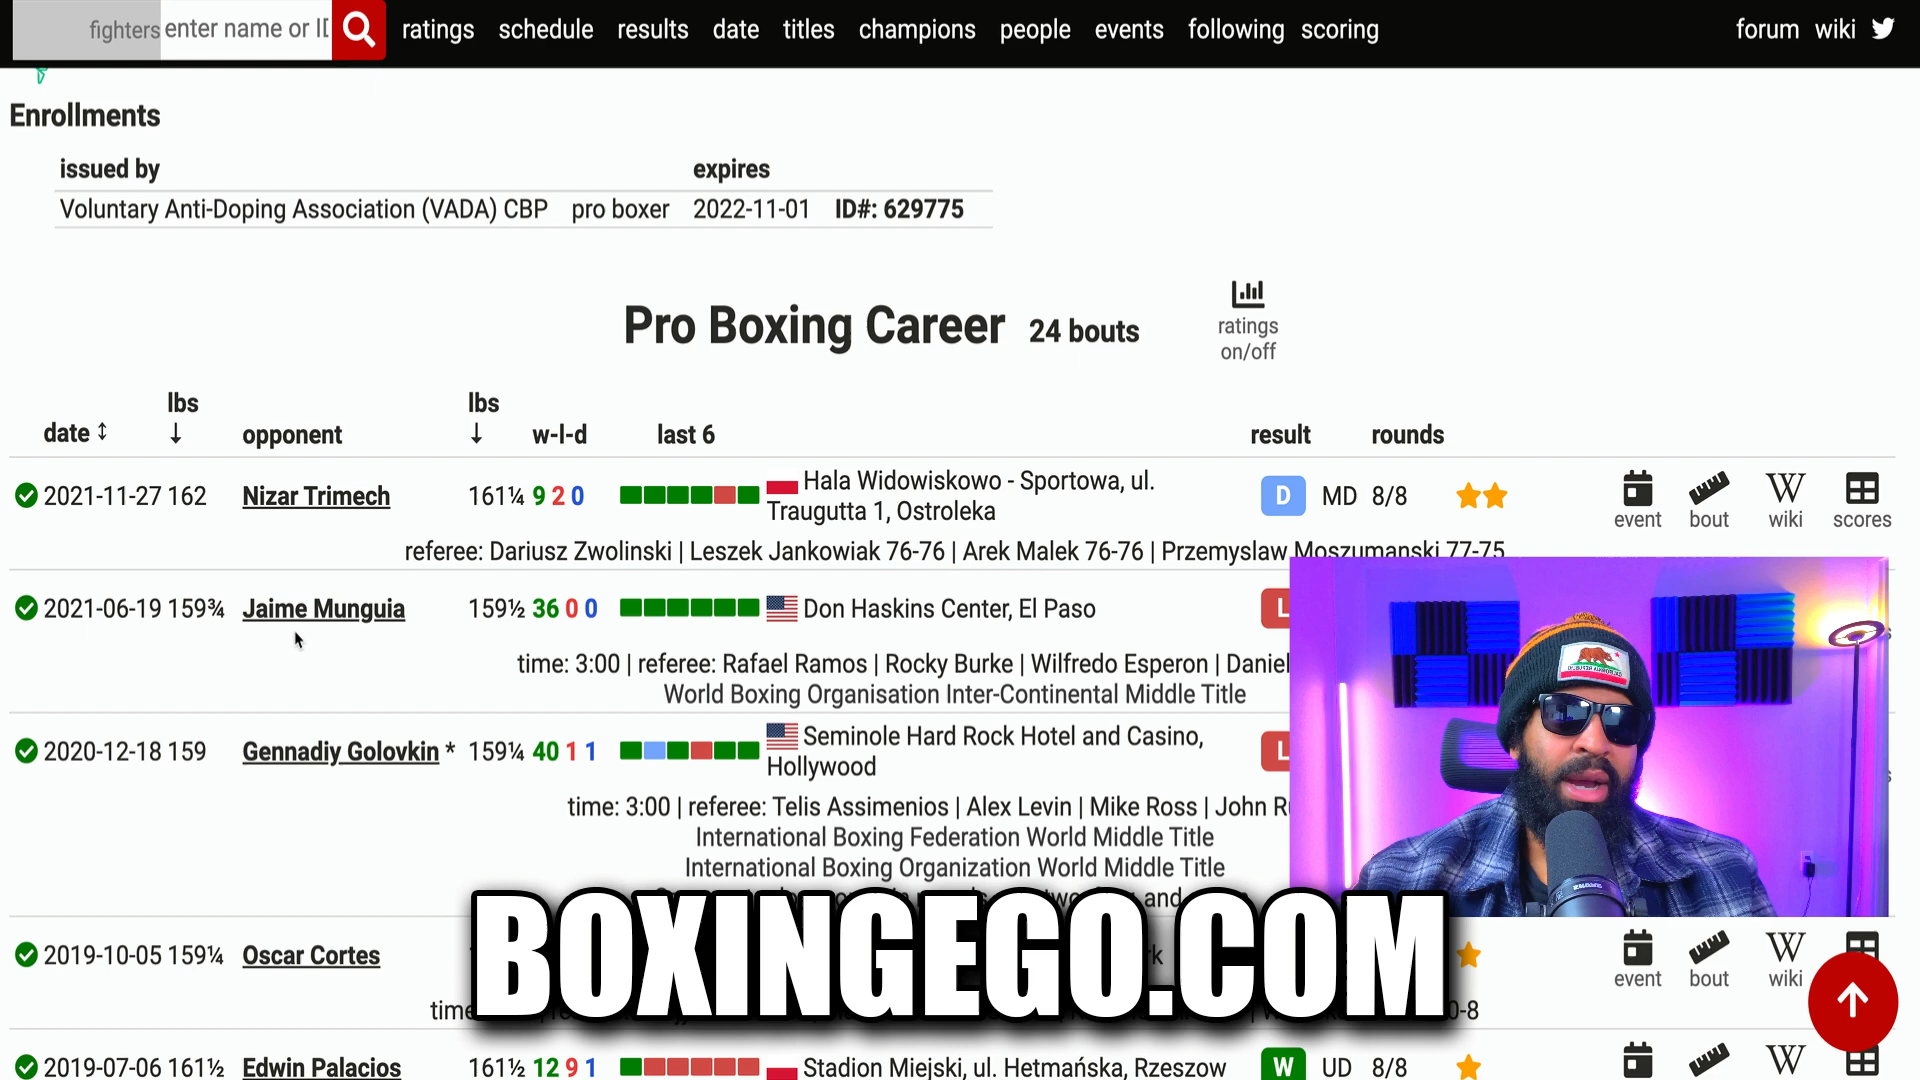 fighters enter name or ID ratings schedule results date titles champions people events following scoring forum wiki
Enrollments
issued by expires
Voluntary Anti-Doping Association (VADA) CBP pro boxer 2022-11-01 ID#: 629775
Pro Boxing Career 24 bouts
ratings
on/off
lbs lbs
date ↕ ↓ opponent ↓ w-l-d last 6 result rounds
2021-11-27 162 Nizar Trimech 161¼ 9 2 0 Hala Widowiskowo - Sportowa, ul. Traugutta 1, Ostroleka D MD 8/8 event bout wiki scores
referee: Dariusz Zwolinski | Leszek Jankowiak 76-76 | Arek Malek 76-76 | Przemyslaw Moszumanski 77-75
2021-06-19 159¾ Jaime Munguia 159½ 36 0 0 Don Haskins Center, El Paso L
time: 3:00 | referee: Rafael Ramos | Rocky Burke | Wilfredo Esperon | Daniel
World Boxing Organisation Inter-Continental Middle Title
2020-12-18 159 Gennadiy Golovkin * 159¼ 40 1 1 Seminole Hard Rock Hotel and Casino, Hollywood L
time: 3:00 | referee: Telis Assimenios | Alex Levin | Mike Ross | John
International Boxing Federation World Middle Title
International Boxing Organization World Middle Title
and
2019-10-05 159¼ Oscar Cortes event bout wiki
time
0-8
BOXINGEGO.COM
2019-07-06 161½ Edwin Palacios 161½ 12 9 1 Stadion Miejski, ul. Hetmańska, Rzeszow W UD 8/8 W